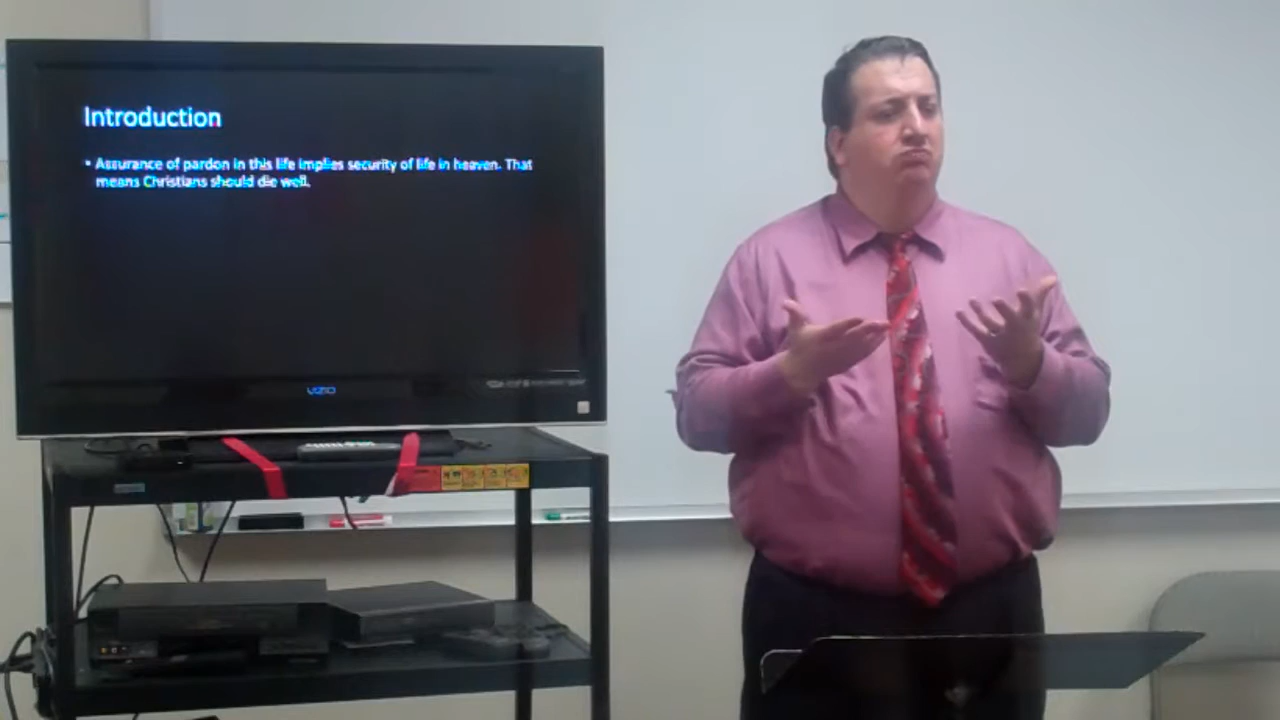 Introduction
• Assurance of pardon in this life implies security of life in heaven. That
means Christians should die well.
VIZIO